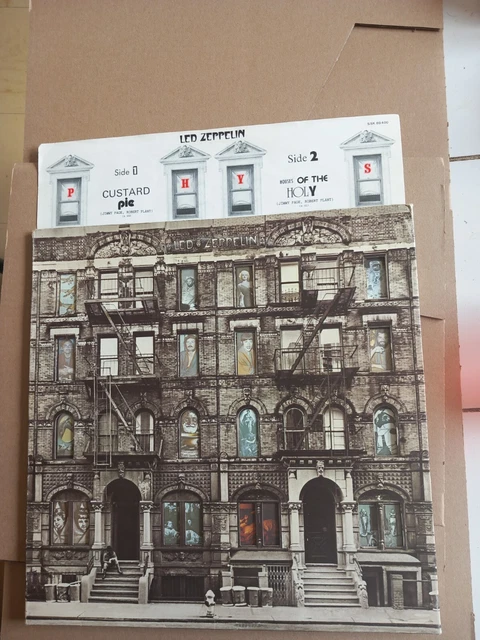 LED ZEPPELIN
Side 1
Side 2
P H Y S
CUSTARD
pie
(JIMMY PAGE, ROBERT PLANT)
HOUSES OF THE
HOLY
(JIMMY PAGE, ROBERT PLANT)
LED ZEPPELIN